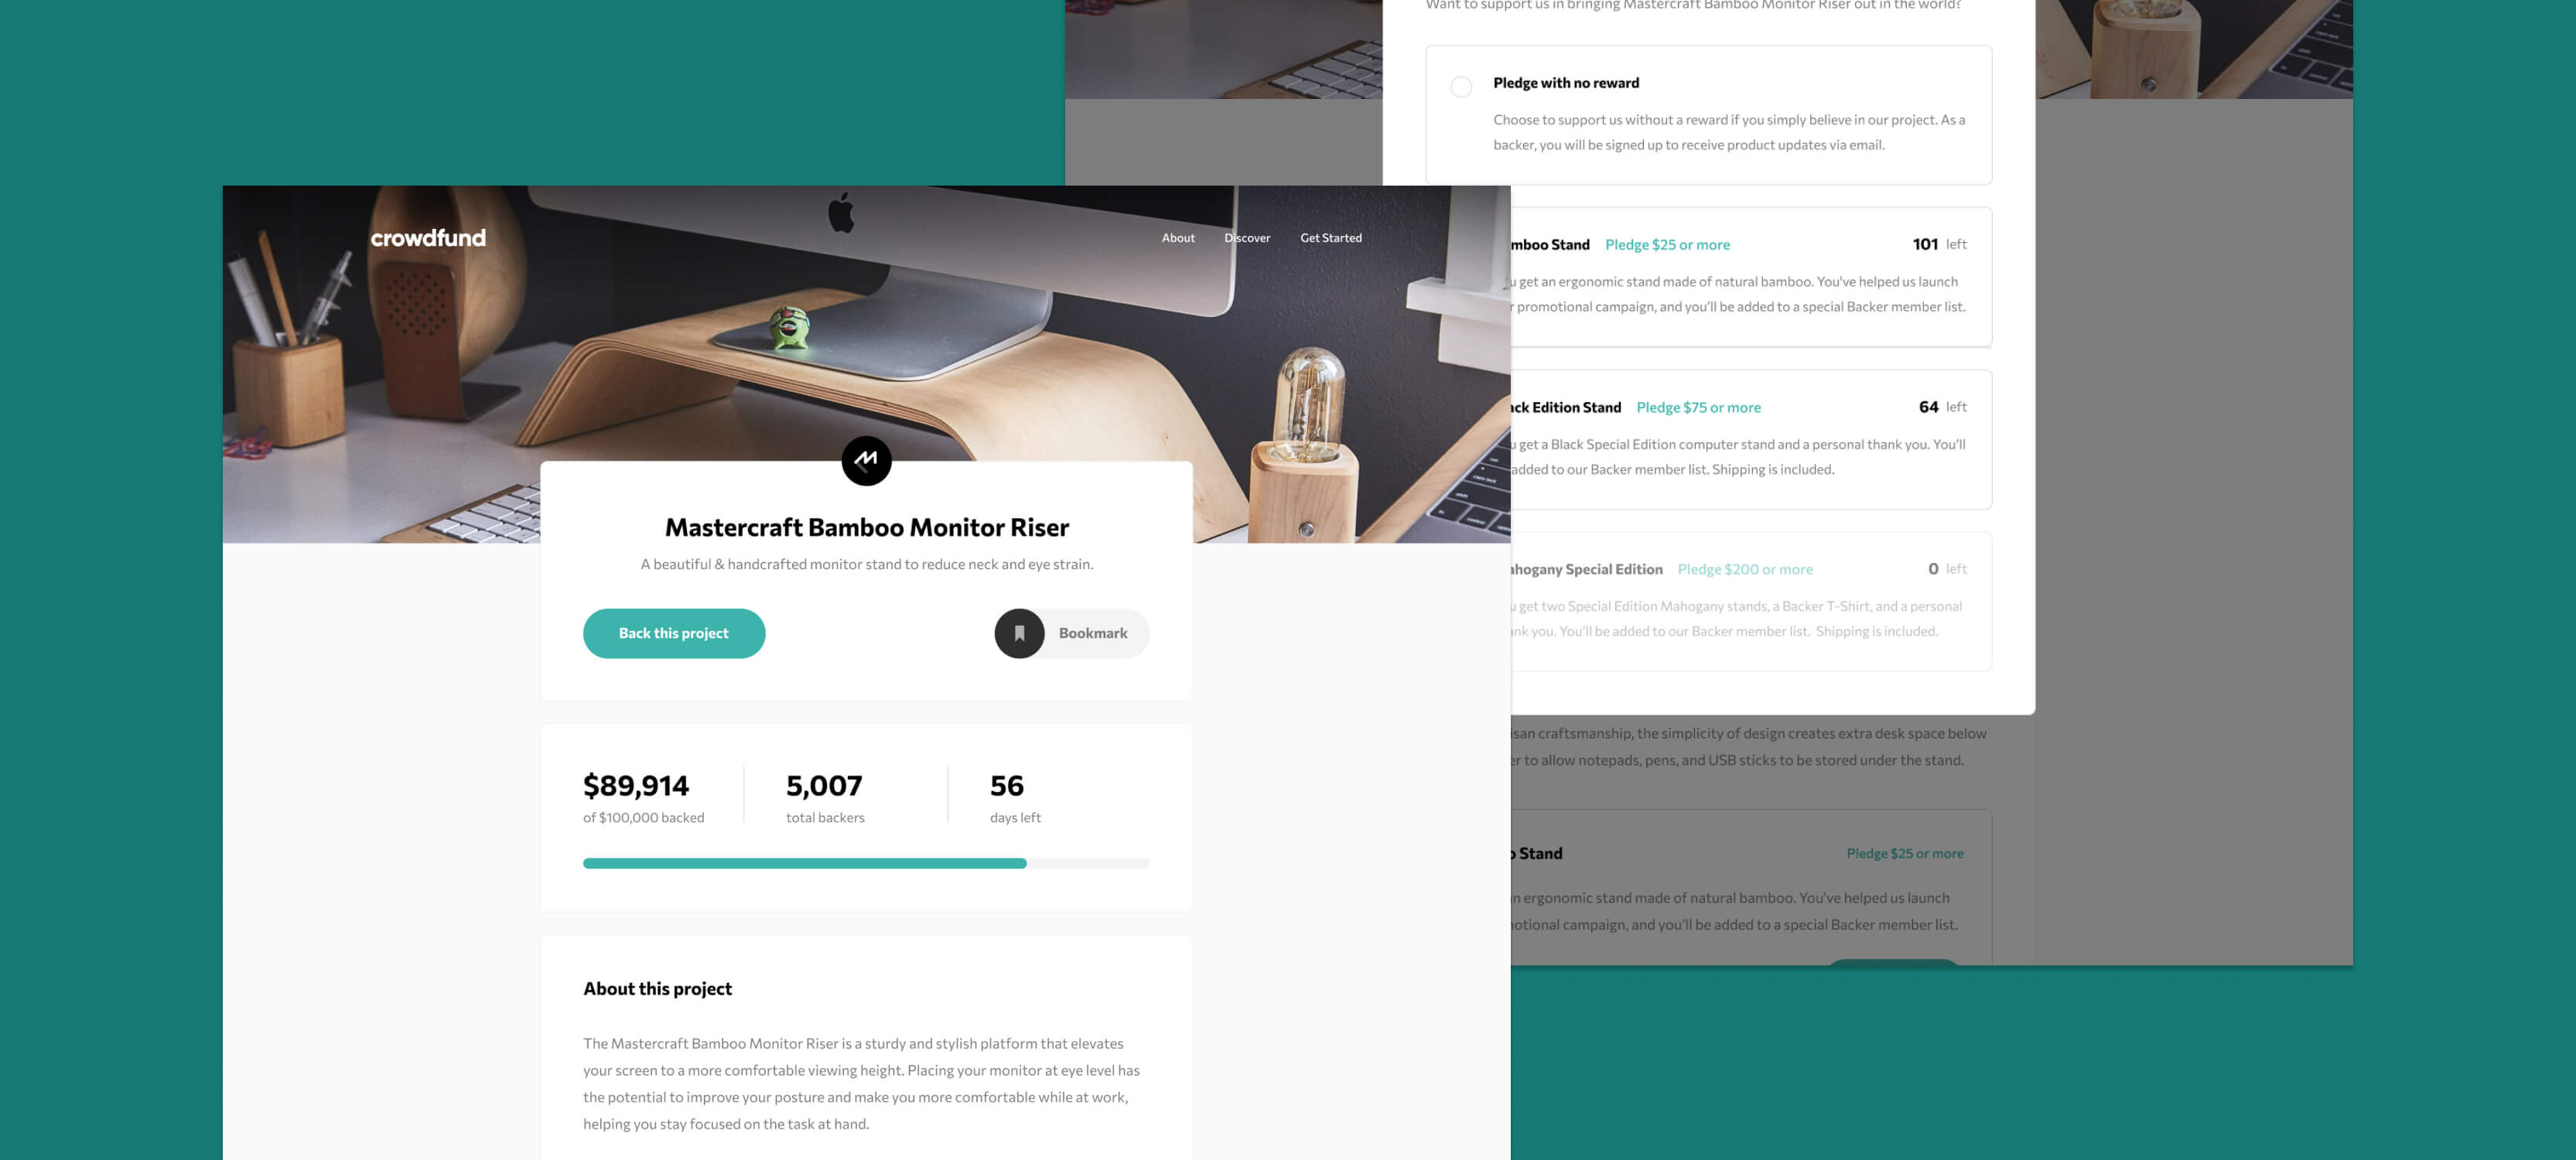 crowdfund
About Discover Get Started
Mastercraft Bamboo Monitor Riser
A beautiful & handcrafted monitor stand to reduce neck and eye strain.
Back this project
Bookmark
$89,914
of $100,000 backed
5,007
total backers
56
days left
About this project
The Mastercraft Bamboo Monitor Riser is a sturdy and stylish platform that elevates
your screen to a more comfortable viewing height. Placing your monitor at eye level has
the potential to improve your posture and make you more comfortable while at work,
helping you stay focused on the task at hand.
Want to support us in bringing Mastercraft Bamboo Monitor Riser out in the world?
Pledge with no reward
Choose to support us without a reward if you simply believe in our project. As a
backer, you will be signed up to receive product updates via email.
mboo Stand Pledge $25 or more 101 left
u get an ergonomic stand made of natural bamboo. You've helped us launch
r promotional campaign, and you'll be added to a special Backer member list.
ck Edition Stand Pledge $75 or more 64 left
u get a Black Special Edition computer stand and a personal thank you. You'll
added to our Backer member list. Shipping is included.
hogany Special Edition Pledge $200 or more 0 left
u get two Special Edition Mahogany stands, a Backer T-Shirt, and a personal
nk you. You'll be added to our Backer member list. Shipping is included.
isan craftsmanship, the simplicity of design creates extra desk space below
er to allow notepads, pens, and USB sticks to be stored under the stand.
Stand Pledge $25 or more
n ergonomic stand made of natural bamboo. You've helped us launch
otional campaign, and you'll be added to a special Backer member list.